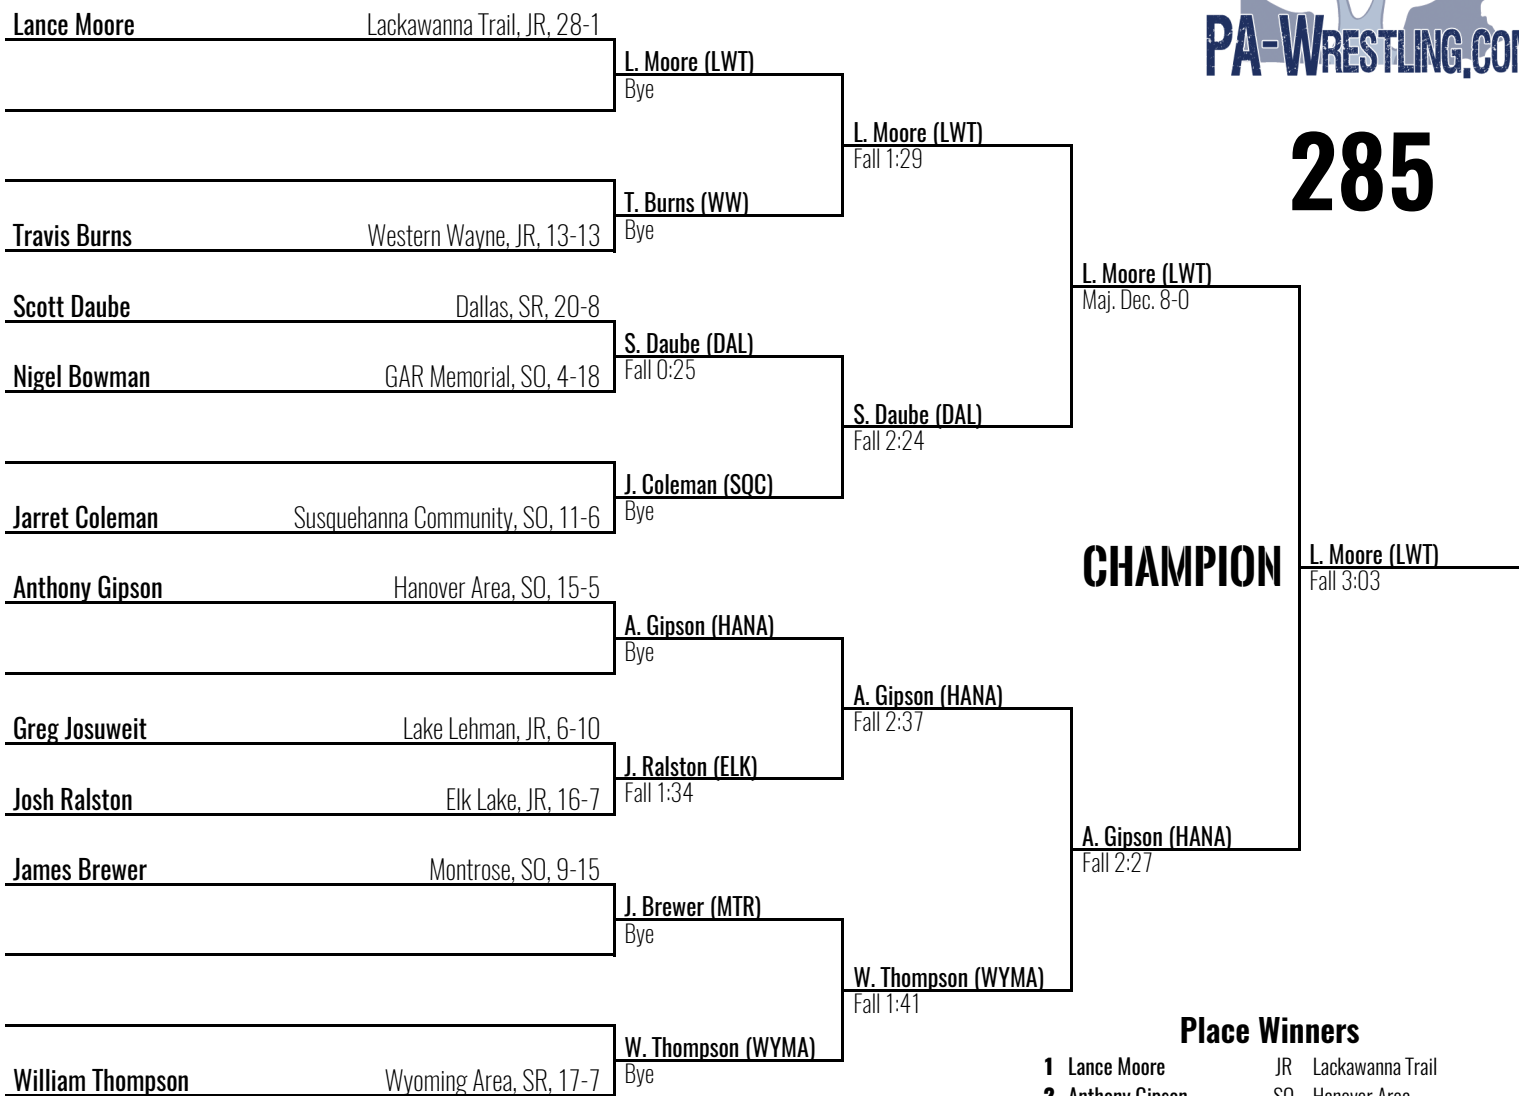 Lance Moore Lackawanna Trail, JR, 28-1
PA-WRESTLING.CO
L. Moore (LWT)
Bye
L. Moore (LWT)
Fall 1:29
285
T. Burns (WW)
Travis Burns Western Wayne, JR, 13-13
Bye
L. Moore (LWT)
Maj. Dec. 8-0
Scott Daube Dallas, SR, 20-8
S. Daube (DAL)
Nigel Bowman GAR Memorial, SO, 4-18
Fall 0:25
S. Daube (DAL)
Fall 2:24
J. Coleman (SQC)
Jarret Coleman Susquehanna Community, SO, 11-6
Bye
CHAMPION
L. Moore (LWT)
Fall 3:03
Anthony Gipson Hanover Area, SO, 15-5
A. Gipson (HANA)
Bye
A. Gipson (HANA)
Fall 2:37
Greg Josuweit Lake Lehman, JR, 6-10
J. Ralston (ELK)
Josh Ralston Elk Lake, JR, 16-7
Fall 1:34
A. Gipson (HANA)
Fall 2:27
James Brewer Montrose, SO, 9-15
J. Brewer (MTR)
Bye
W. Thompson (WYMA)
Fall 1:41
W. Thompson (WYMA)
William Thompson Wyoming Area, SR, 17-7
Bye
Place Winners
1 Lance Moore JR Lackawanna Trail
2 Anthony Gipson SO Hanover Area